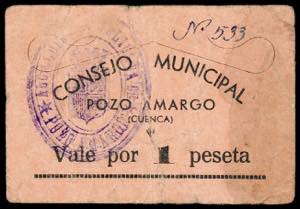 Nº 533
CONSEJO MUNICIPAL
POZO AMARGO
(CUENCA)
Vale por 1 peseta